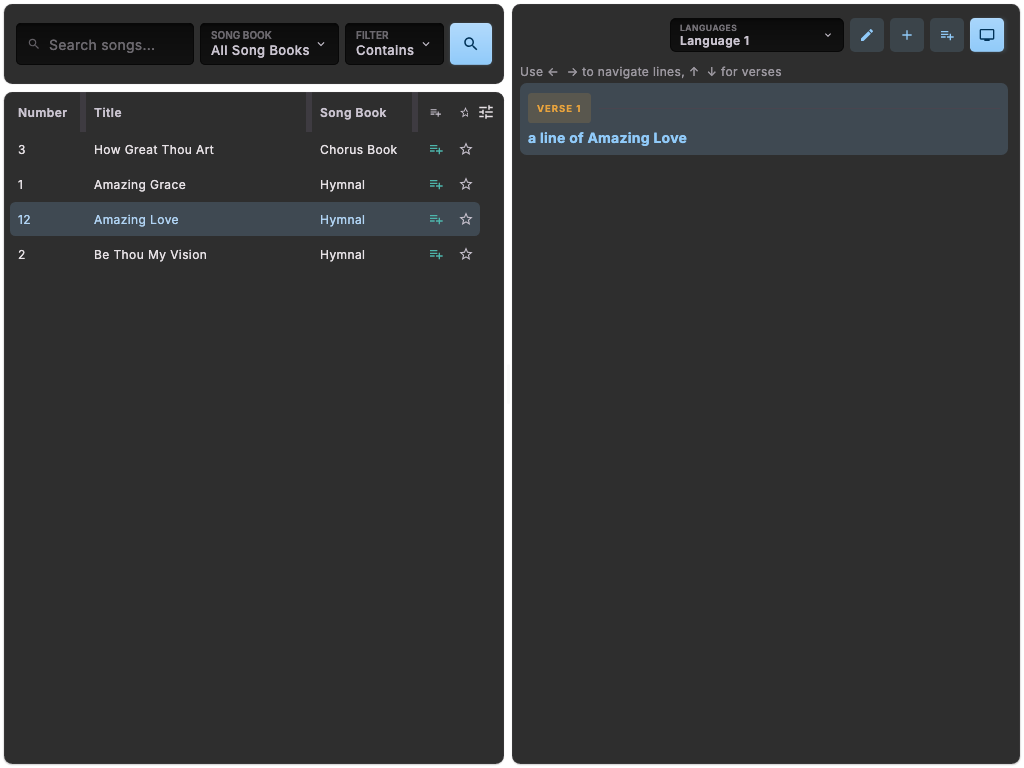 Search songs...
SONG BOOK
All Song Books
FILTER
Contains
Number Title Song Book
3 How Great Thou Art Chorus Book
1 Amazing Grace Hymnal
12 Amazing Love Hymnal
2 Be Thou My Vision Hymnal
LANGUAGES
Language 1
Use ← → to navigate lines, ↑ ↓ for verses
VERSE 1
a line of Amazing Love